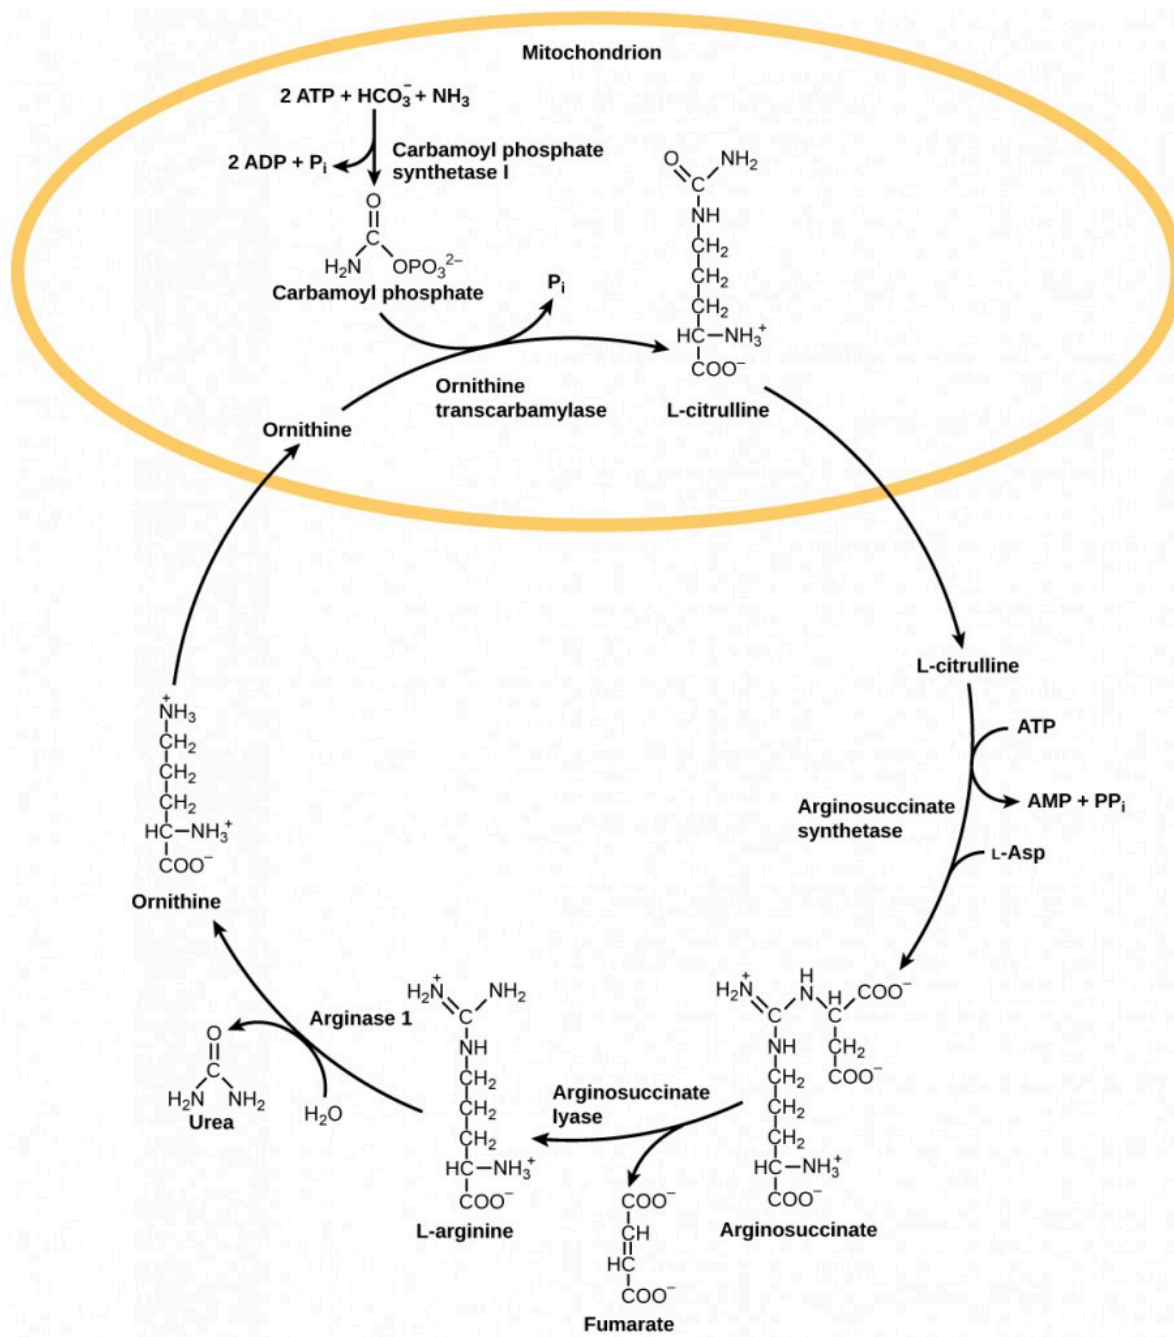 Mitochondrion
2 ATP + HCO₃⁻ + NH₃
2 ADP + Pᵢ
Carbamoyl phosphate
synthetase I
O
C
H₂N
OPO₃²⁻
Carbamoyl phosphate
Pᵢ
O
NH₂
C
NH
CH₂
CH₂
CH₂
HC–NH₃⁺
COO⁻
L-citrulline
Ornithine
transcarbamylase
Ornithine
L-citrulline
ATP
AMP + PPᵢ
Arginosuccinate
synthetase
L-Asp
⁺NH₃
CH₂
CH₂
CH₂
HC–NH₃⁺
COO⁻
Ornithine
Arginase 1
O
C
H₂N
NH₂
Urea
H₂O
H₂N⁺
NH₂
C
NH
CH₂
CH₂
CH₂
HC–NH₃⁺
COO⁻
L-arginine
Arginosuccinate
lyase
COO⁻
CH
HC
COO⁻
Fumarate
H₂N⁺
H
N
H
COO⁻
C
C
NH
CH₂
COO⁻
CH₂
CH₂
CH₂
HC–NH₃⁺
COO⁻
Arginosuccinate